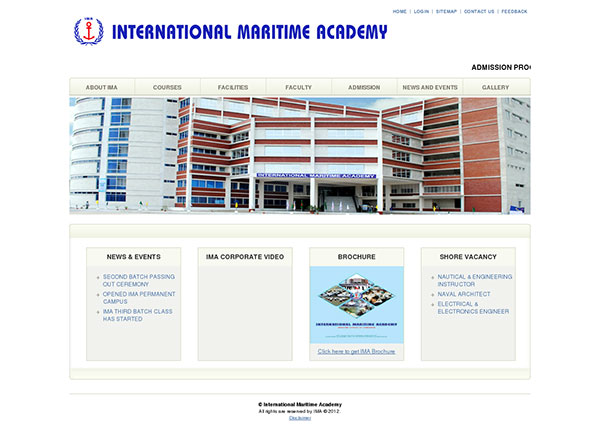 HOME | LOGIN | SITEMAP | CONTACT US | FEEDBACK
IMA
INTERNATIONAL MARITIME ACADEMY
ADMISSION PRO
ABOUT IMA
COURSES
FACILITIES
FACULTY
ADMISSION
NEWS AND EVENTS
GALLERY
INTERNATIONAL MARITIME ACADEMY
NEWS & EVENTS
SECOND BATCH PASSING
OUT CEREMONY
OPENED IMA PERMANENT
CAMPUS
IMA THIRD BATCH CLASS
HAS STARTED
IMA CORPORATE VIDEO
BROCHURE
INTERNATIONAL MARITIME ACADEMY
Click here to get IMA Brochure
SHORE VACANCY
NAUTICAL & ENGINEERING
INSTRUCTOR
NAVAL ARCHITECT
ELECTRICAL &
ELECTRONICS ENGINEER
© International Maritime Academy
All rights are reserved by IMA © 2012
Disclaimer